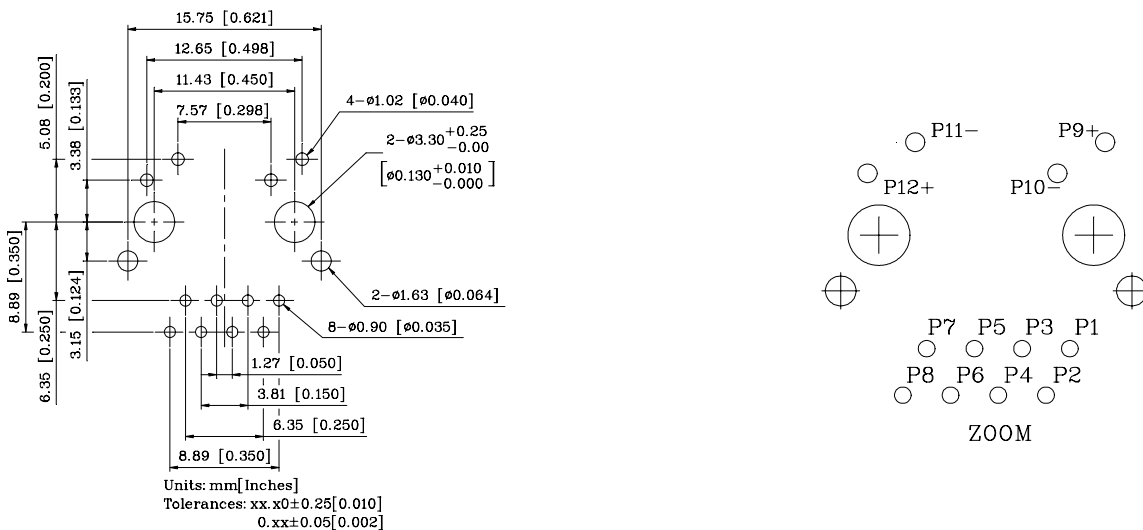 15.75 [0.621]
12.65 [0.498]
11.43 [0.450]
7.57 [0.298]
5.08 [0.200]
3.38 [0.133]
4-ø1.02 [ø0.040]
2-ø3.30+0.25
-0.00
[ø0.130+0.010
-0.000]
8.89 [0.350]
6.35 [0.250]
3.15 [0.124]
2-ø1.63 [ø0.064]
8-ø0.90 [ø0.035]
1.27 [0.050]
3.81 [0.150]
6.35 [0.250]
8.89 [0.350]
Units: mm[Inches]
Tolerances: xx.x0±0.25[0.010]
0.xx±0.05[0.002]
P11-
P9+
P12+
P10-
P7
P5
P3
P1
P8
P6
P4
P2
ZOOM